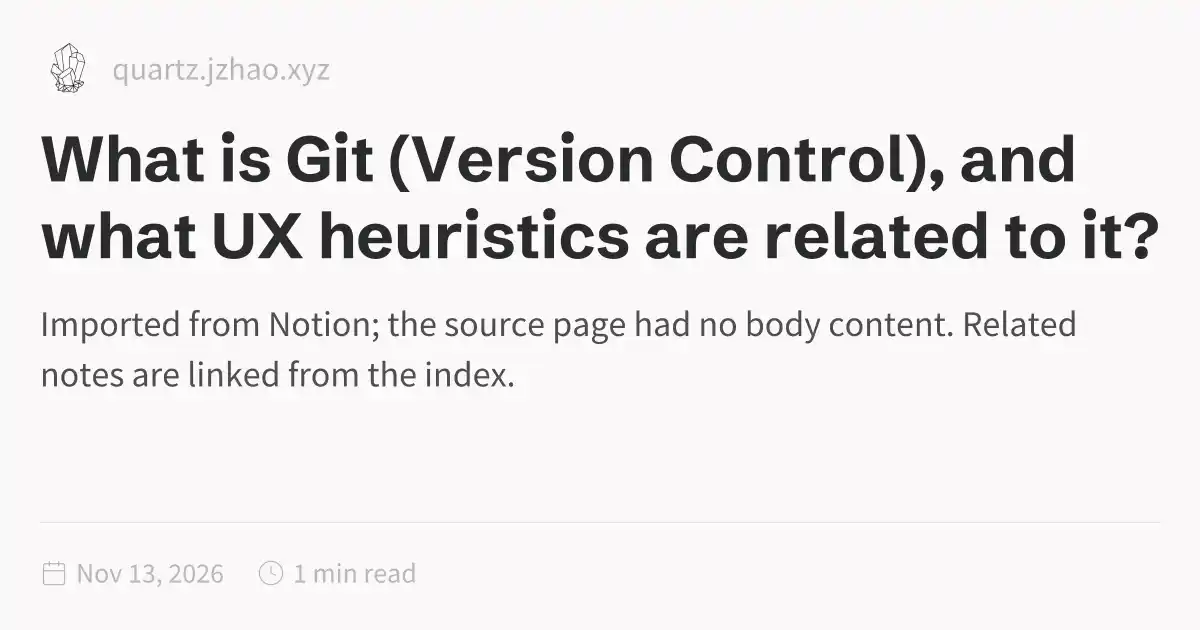 quartz.jzhao.xyz
What is Git (Version Control), and
what UX heuristics are related to it?
Imported from Notion; the source page had no body content. Related
notes are linked from the index.
Nov 13, 2026
1 min read